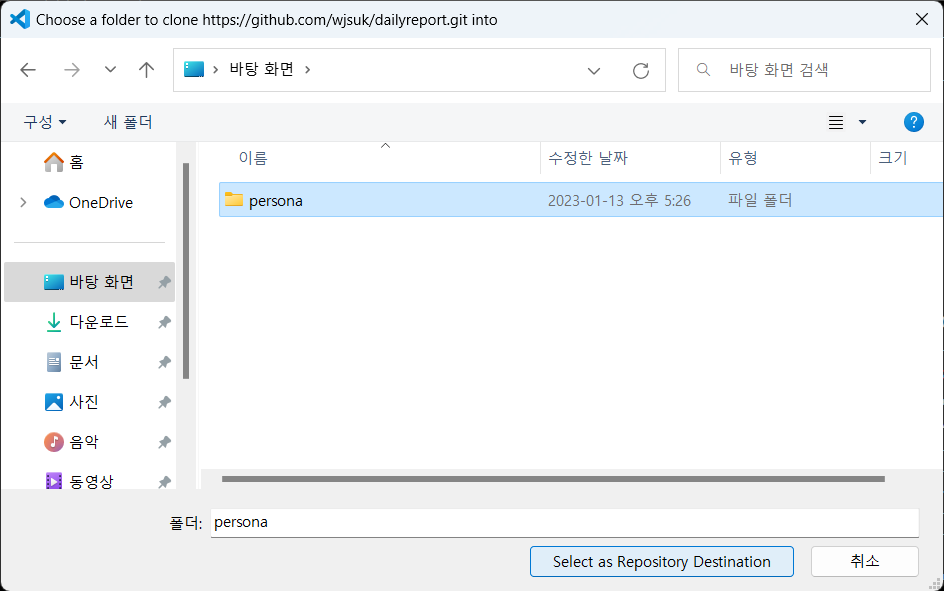 Choose a folder to clone https://github.com/wjsuk/dailyreport.git into
바탕 화면
바탕 화면 검색
구성 새 폴더
?
이름 수정한 날짜 유형 크기
persona 2023-01-13 오후 5:26 파일 폴더
홈
OneDrive
바탕 화면
다운로드
문서
사진
음악
동영상
폴더: persona
Select as Repository Destination 취소